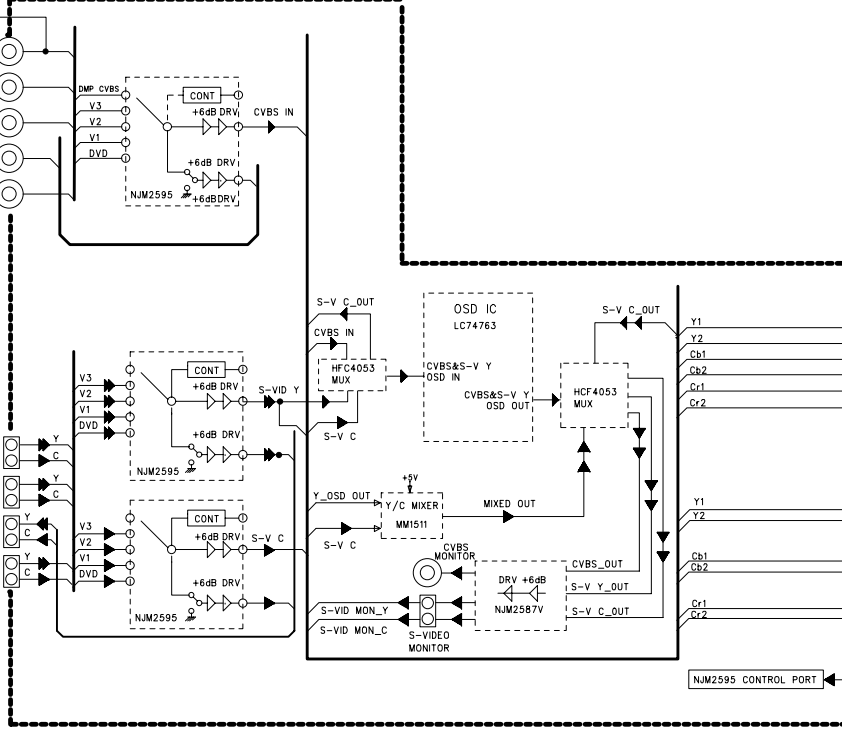 DMP CVBS
V3
V2
V1
DVD
CONT
+6dB DRV
CVBS IN
+6dB DRV
NJM2595
+6dBDRV
S-V C_OUT
CVBS IN
HFC4053
MUX
OSD IC
LC74763
CVBS&S-V Y
OSD IN
CVBS&S-V Y
OSD OUT
S-V C_OUT
HCF4053
MUX
Y1
Y2
Cb1
Cb2
Cr1
Cr2
V3
V2
V1
DVD
CONT
+6dB DRV
S-VID Y
+6dB DRV
NJM2595
S-V C
Y
C
Y
C
Y
C
Y
C
V3
V2
V1
DVD
CONT
+6dB DRV
S-V C
+6dB DRV
NJM2595
+5V
Y_OSD OUT
Y/C MIXER
MM1511
S-V C
MIXED OUT
CVBS
MONITOR
DRV +6dB
NJM2587V
CVBS_OUT
S-V Y_OUT
S-V C_OUT
S-VID MON_Y
S-VID MON_C
S-VIDEO
MONITOR
Y1
Y2
Cb1
Cb2
Cr1
Cr2
NJM2595 CONTROL PORT